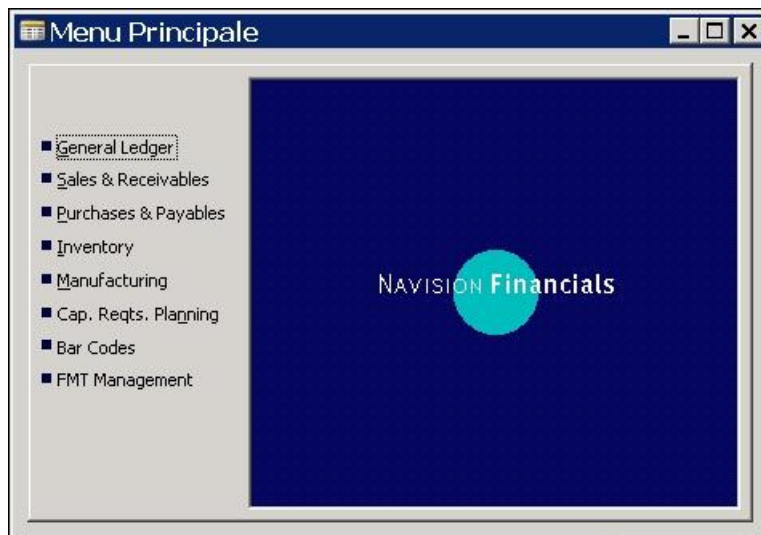 Menu Principale
General Ledger
Sales & Receivables
Purchases & Payables
Inventory
Manufacturing
Cap. Reqts. Planning
Bar Codes
FMT Management
NAVISION Financials